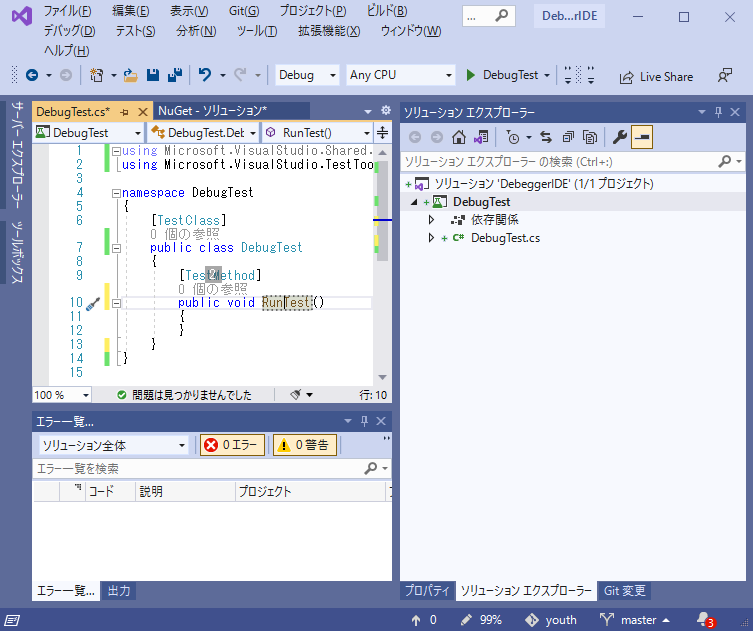 ファイル(F) 編集(E) 表示(V) Git(G) プロジェクト(P) ビルド(B)
デバッグ(D) テスト(S) 分析(N) ツール(T) 拡張機能(X) ウィンドウ(W)
ヘルプ(H)
...
Deb...rIDE
Debug
Any CPU
DebugTest
Live Share
サーバー エクスプローラー
ツールボックス
DebugTest.cs*
NuGet - ソリューション*
DebugTest
DebugTest.Deb
RunTest()
1 using Microsoft.VisualStudio.Shared.
2 using Microsoft.VisualStudio.TestToo
3
4 namespace DebugTest
5 {
6 [TestClass]
0 個の参照
7 public class DebugTest
8 {
9 [TestMethod]
0 個の参照
10 public void RunTest()
11 {
12 }
13 }
14 }
15
100 %
問題は見つかりませんでした
行: 10
エラー一覧...
ソリューション全体
0 エラー
0 警告
エラー一覧を検索
コード 説明 プロジェクト
エラー一覧...
出力
ソリューション エクスプローラー
ソリューション エクスプローラー の検索 (Ctrl+:)
ソリューション 'DebeggerIDE' (1/1 プロジェクト)
DebugTest
依存関係
C# DebugTest.cs
プロパティ
ソリューション エクスプローラー
Git 変更
0
99%
youth
master
3